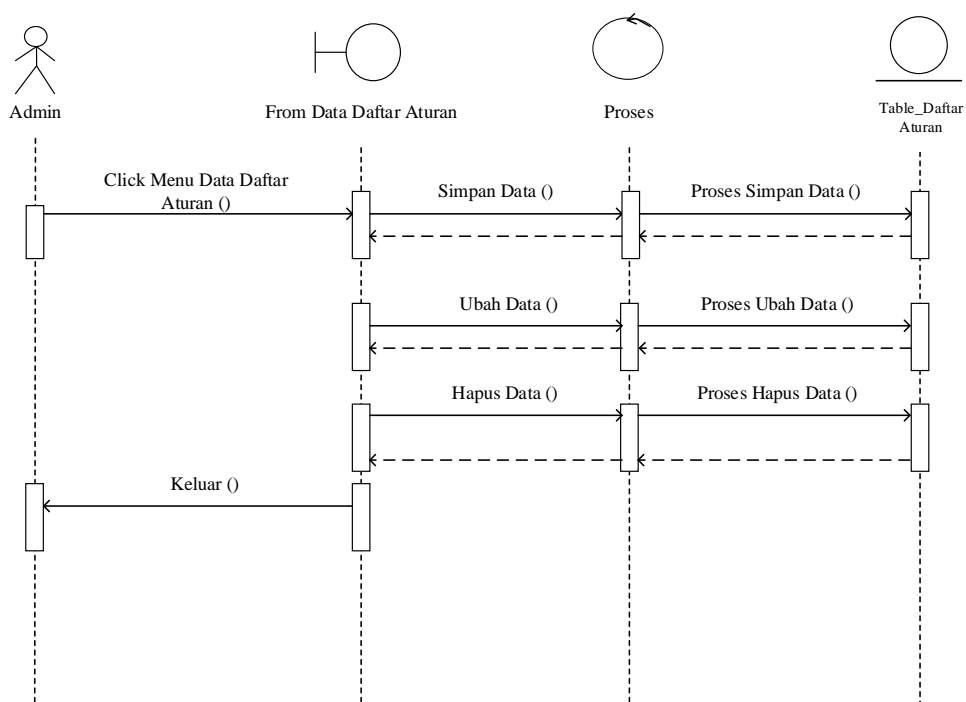 Admin
From Data Daftar Aturan
Proses
Table_Daftar
Aturan
Click Menu Data Daftar
Aturan ()
Simpan Data ()
Proses Simpan Data ()
Ubah Data ()
Proses Ubah Data ()
Hapus Data ()
Proses Hapus Data ()
Keluar ()